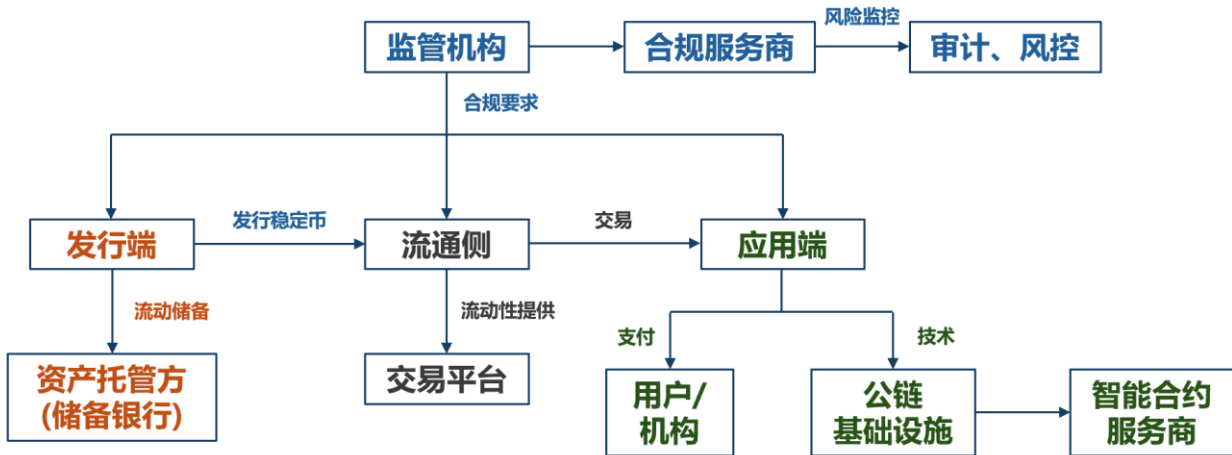 风险监控
监管机构
合规服务商
审计、风控
合规要求
发行稳定币
交易
发行端
流通侧
应用端
流动储备
流动性提供
支付
技术
资产托管方
(储备银行)
交易平台
用户/
机构
公链
基础设施
智能合约
服务商